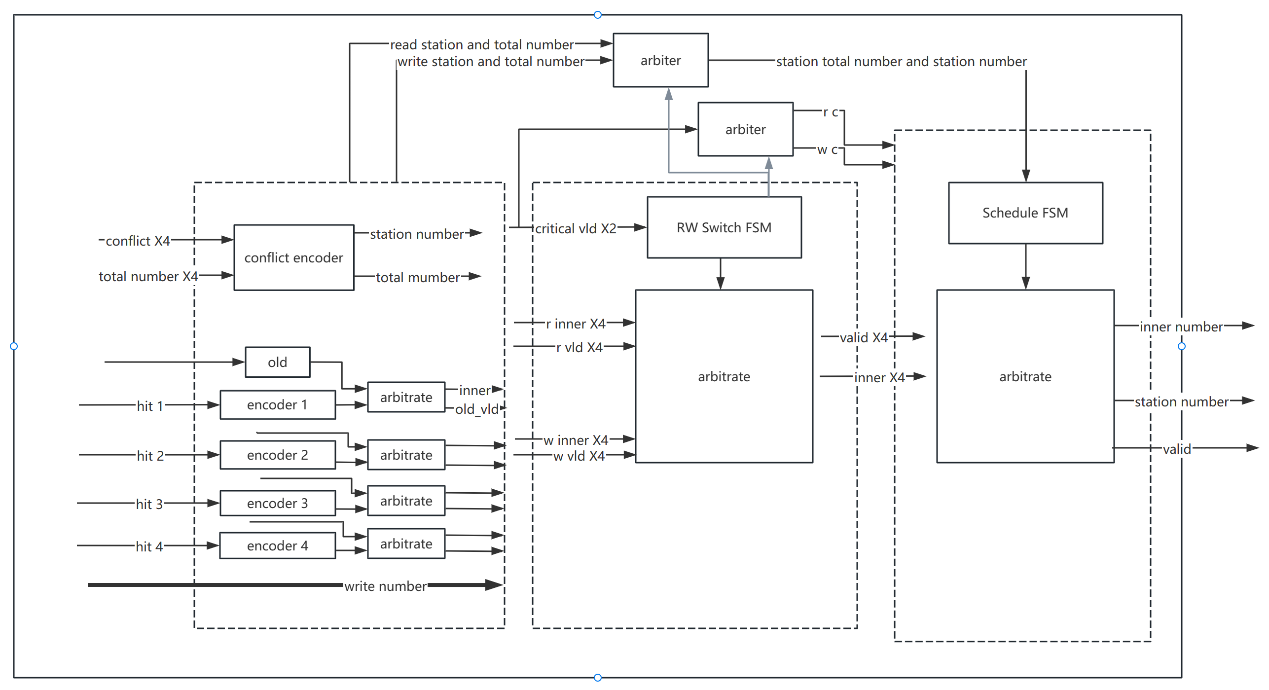 read station and total number
write station and total number
arbiter
station total number and station number
arbiter
r c
w c
conflict X4
total number X4
conflict encoder
station number
total mumber
critical vld X2
RW Switch FSM
Schedule FSM
r inner X4
r vld X4
w inner X4
w vld X4
arbitrate
valid X4
inner X4
arbitrate
inner number
station number
valid
old
hit 1
encoder 1
arbitrate
inner
old_vld
hit 2
encoder 2
arbitrate
hit 3
encoder 3
arbitrate
hit 4
encoder 4
arbitrate
write number